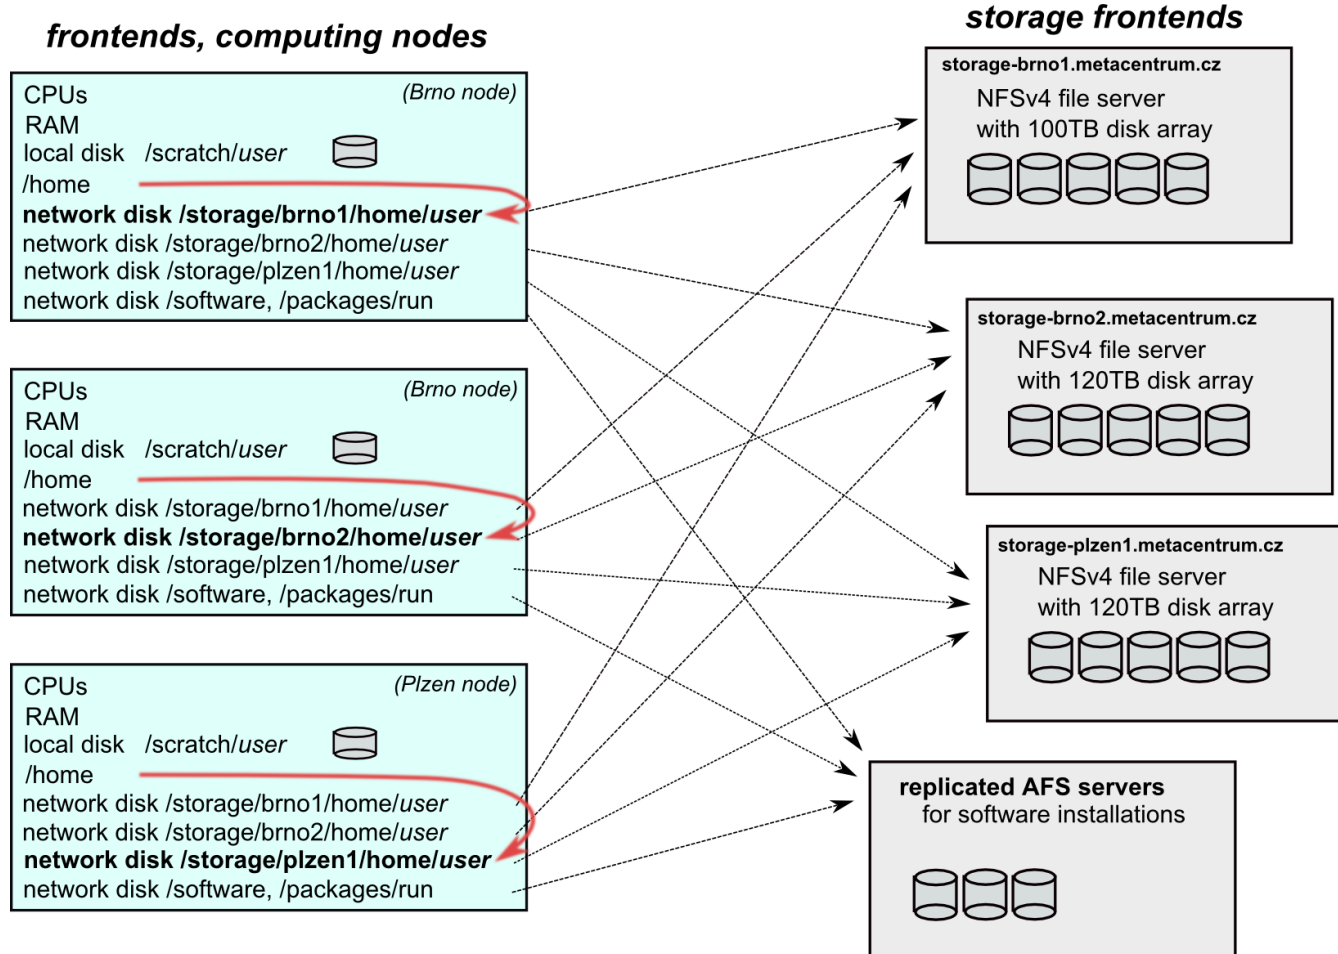 frontends, computing nodes
CPUs (Brno node)
RAM
local disk /scratch/user
/home
network disk /storage/brno1/home/user
network disk /storage/brno2/home/user
network disk /storage/plzen1/home/user
network disk /software, /packages/run
CPUs (Brno node)
RAM
local disk /scratch/user
/home
network disk /storage/brno1/home/user
network disk /storage/brno2/home/user
network disk /storage/plzen1/home/user
network disk /software, /packages/run
CPUs (Plzen node)
RAM
local disk /scratch/user
/home
network disk /storage/brno1/home/user
network disk /storage/brno2/home/user
network disk /storage/plzen1/home/user
network disk /software, /packages/run
storage frontends
storage-brno1.metacentrum.cz
NFSv4 file server
with 100TB disk array
storage-brno2.metacentrum.cz
NFSv4 file server
with 120TB disk array
storage-plzen1.metacentrum.cz
NFSv4 file server
with 120TB disk array
replicated AFS servers
for software installations